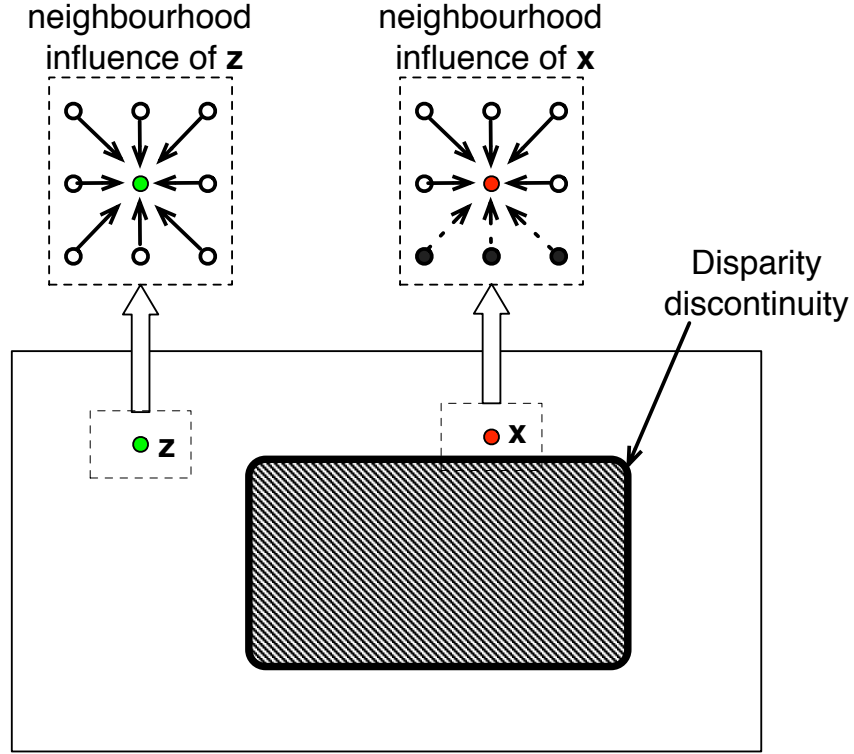 neighbourhood
influence of z
neighbourhood
influence of x
Disparity
discontinuity
z
x